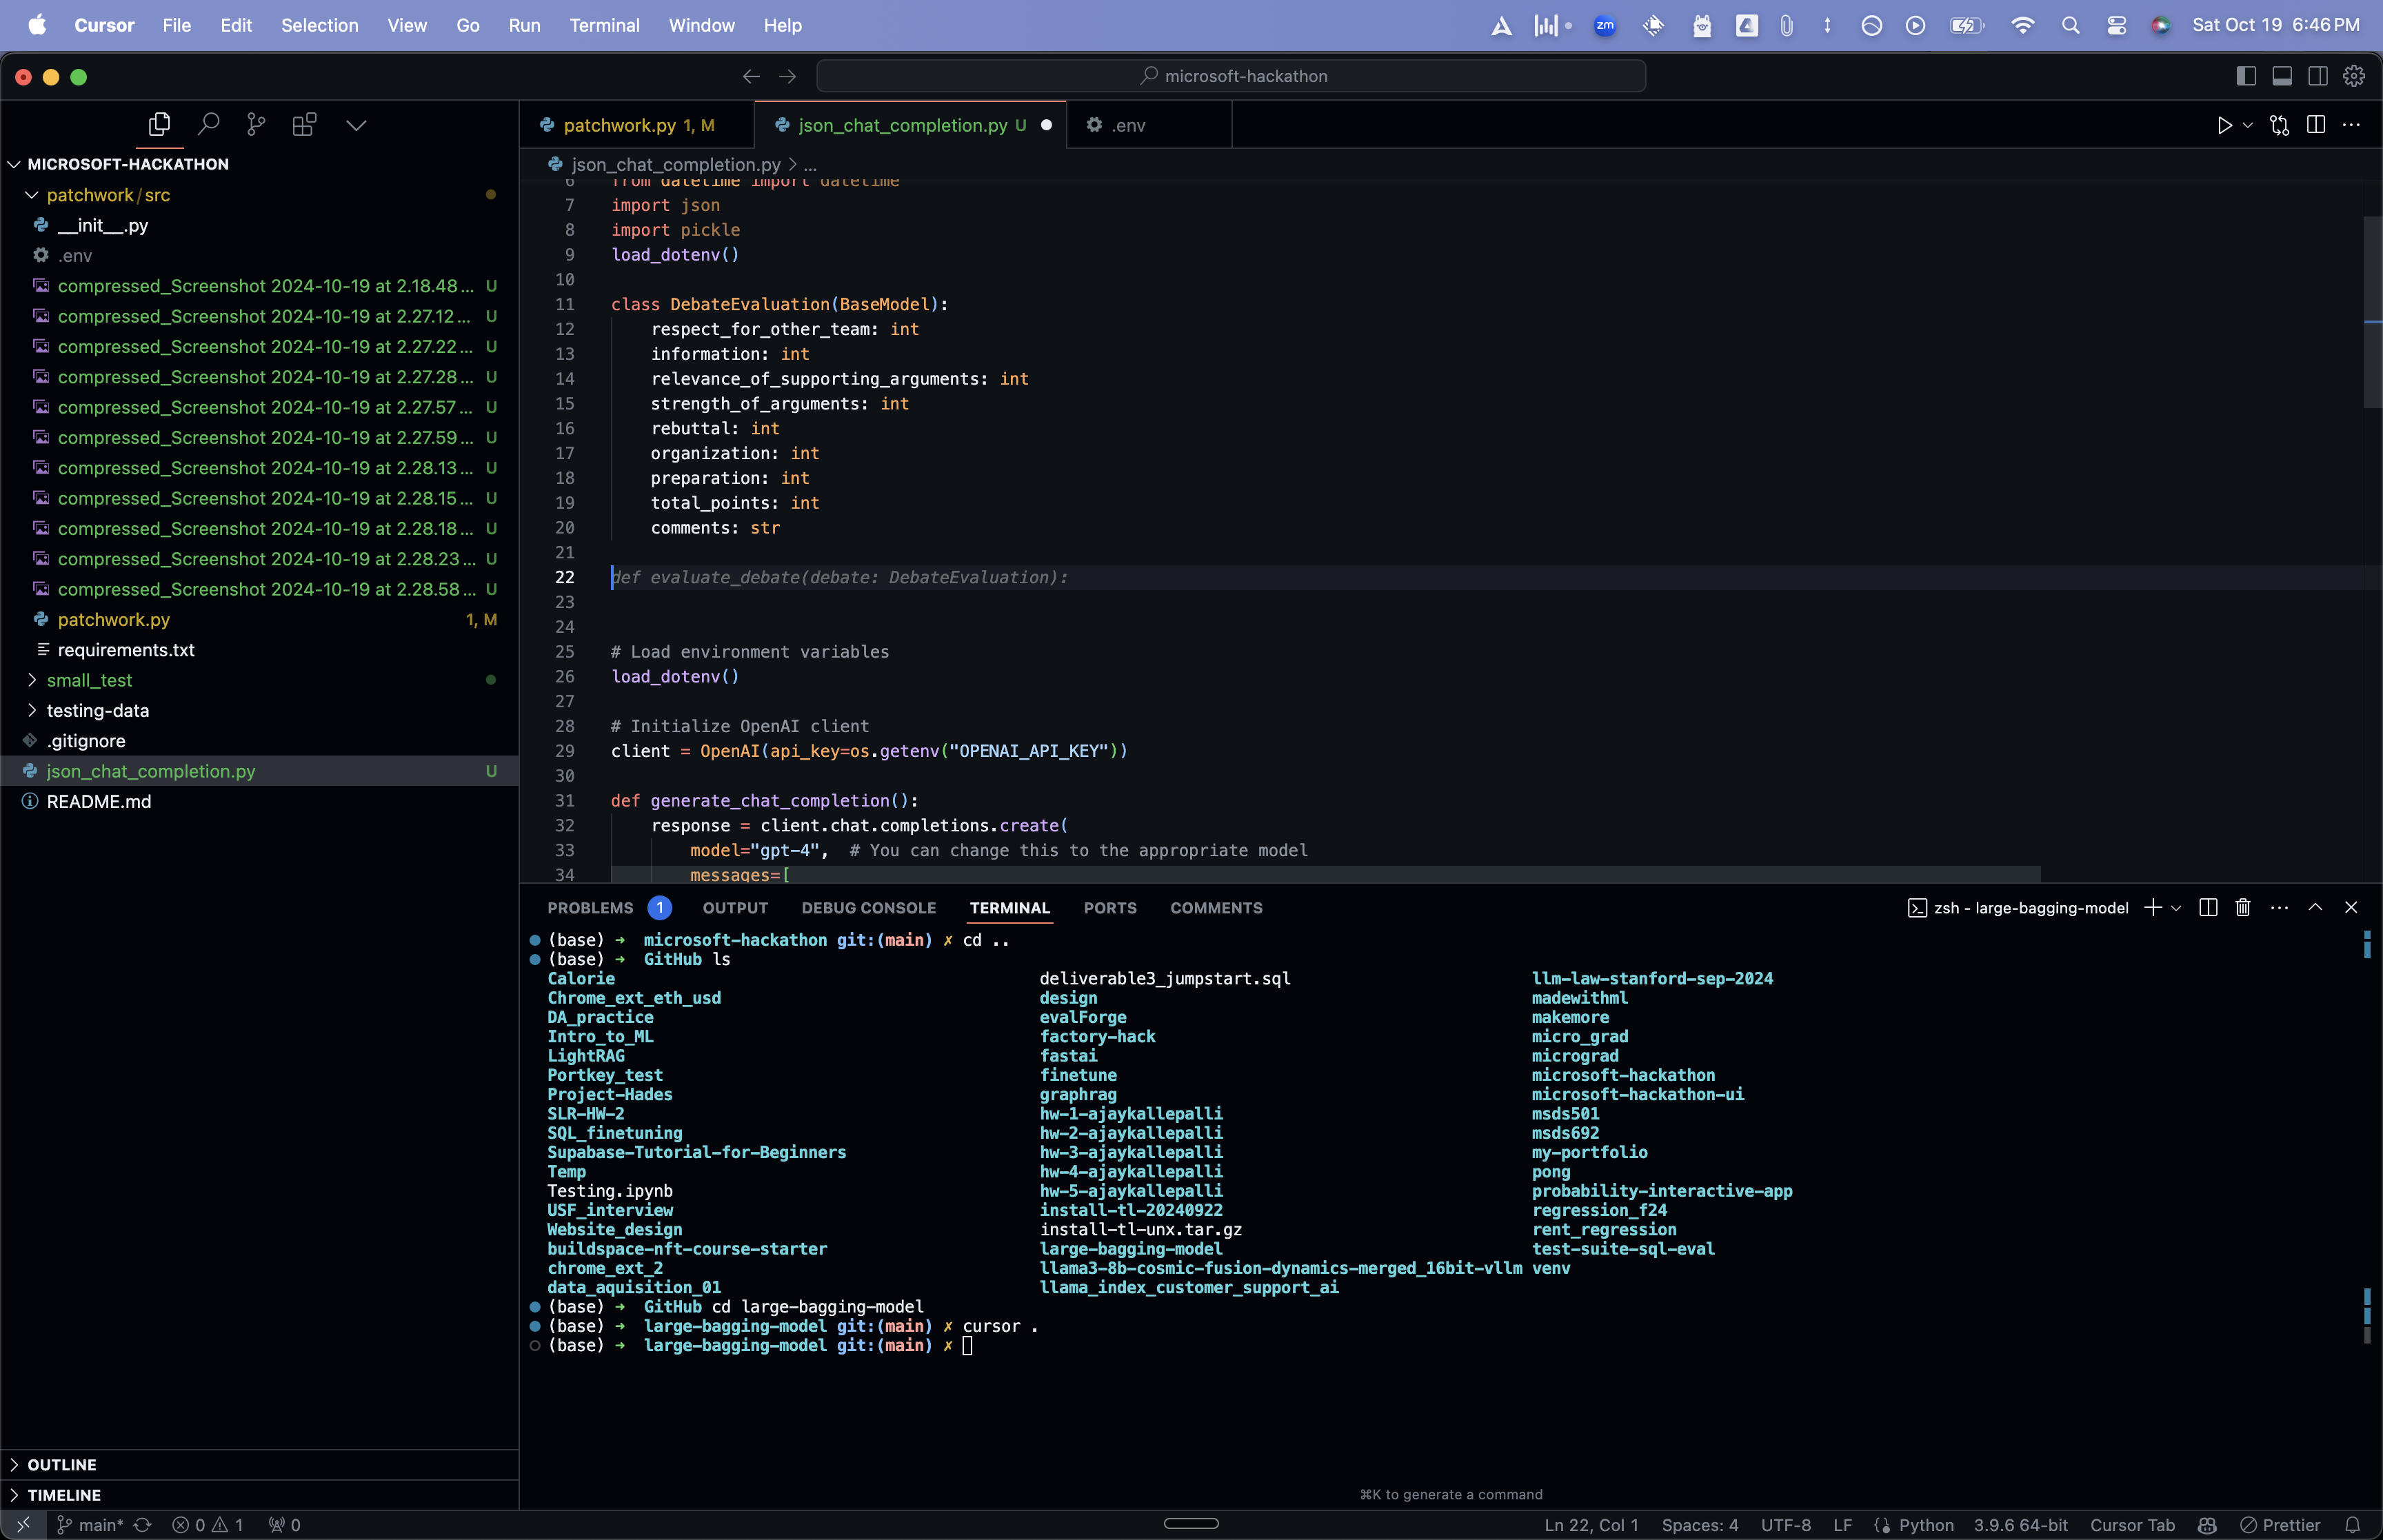 Cursor File Edit Selection View Go Run Terminal Window Help
zm
Sat Oct 19 6:46 PM
microsoft-hackathon
patchwork.py 1, M
json_chat_completion.py U
.env
MICROSOFT-HACKATHON
patchwork/src
__init__.py
.env
compressed_Screenshot 2024-10-19 at 2.18.48... U
compressed_Screenshot 2024-10-19 at 2.27.12... U
compressed_Screenshot 2024-10-19 at 2.27.22... U
compressed_Screenshot 2024-10-19 at 2.27.28... U
compressed_Screenshot 2024-10-19 at 2.27.57... U
compressed_Screenshot 2024-10-19 at 2.27.59... U
compressed_Screenshot 2024-10-19 at 2.28.13... U
compressed_Screenshot 2024-10-19 at 2.28.15... U
compressed_Screenshot 2024-10-19 at 2.28.18... U
compressed_Screenshot 2024-10-19 at 2.28.23... U
compressed_Screenshot 2024-10-19 at 2.28.58... U
patchwork.py 1, M
requirements.txt
small_test
testing-data
.gitignore
json_chat_completion.py U
README.md
OUTLINE
TIMELINE
json_chat_completion.py > ...
6 from datetime import datetime
7 import json
8 import pickle
9 load_dotenv()
10
11 class DebateEvaluation(BaseModel):
12 respect_for_other_team: int
13 information: int
14 relevance_of_supporting_arguments: int
15 strength_of_arguments: int
16 rebuttal: int
17 organization: int
18 preparation: int
19 total_points: int
20 comments: str
21
22 def evaluate_debate(debate: DebateEvaluation):
23
24
25 # Load environment variables
26 load_dotenv()
27
28 # Initialize OpenAI client
29 client = OpenAI(api_key=os.getenv("OPENAI_API_KEY"))
30
31 def generate_chat_completion():
32 response = client.chat.completions.create(
33 model="gpt-4", # You can change this to the appropriate model
34 messages=[
PROBLEMS 1 OUTPUT DEBUG CONSOLE TERMINAL PORTS COMMENTS
zsh - large-bagging-model
(base) → microsoft-hackathon git:(main) ✗ cd ..
(base) → GitHub ls
Calorie deliverable3_jumpstart.sql llm-law-stanford-sep-2024
Chrome_ext_eth_usd design madewithml
DA_practice evalForge makemore
Intro_to_ML factory-hack micro_grad
LightRAG fastai micrograd
Portkey_test finetune microsoft-hackathon
Project-Hades graphrag microsoft-hackathon-ui
SLR-HW-2 hw-1-ajaykallepalli msds501
SQL_finetuning hw-2-ajaykallepalli msds692
Supabase-Tutorial-for-Beginners hw-3-ajaykallepalli my-portfolio
Temp hw-4-ajaykallepalli pong
Testing.ipynb hw-5-ajaykallepalli probability-interactive-app
USF_interview install-tl-20240922 regression_f24
Website_design install-tl-unx.tar.gz rent_regression
buildspace-nft-course-starter large-bagging-model test-suite-sql-eval
chrome_ext_2 llama3-8b-cosmic-fusion-dynamics-merged_16bit-vllm venv
data_aquisition_01 llama_index_customer_support_ai
(base) → GitHub cd large-bagging-model
(base) → large-bagging-model git:(main) ✗ cursor .
(base) → large-bagging-model git:(main) ✗
⌘K to generate a command
main* 0 1 0
Ln 22, Col 1 Spaces: 4 UTF-8 LF Python 3.9.6 64-bit Cursor Tab Prettier